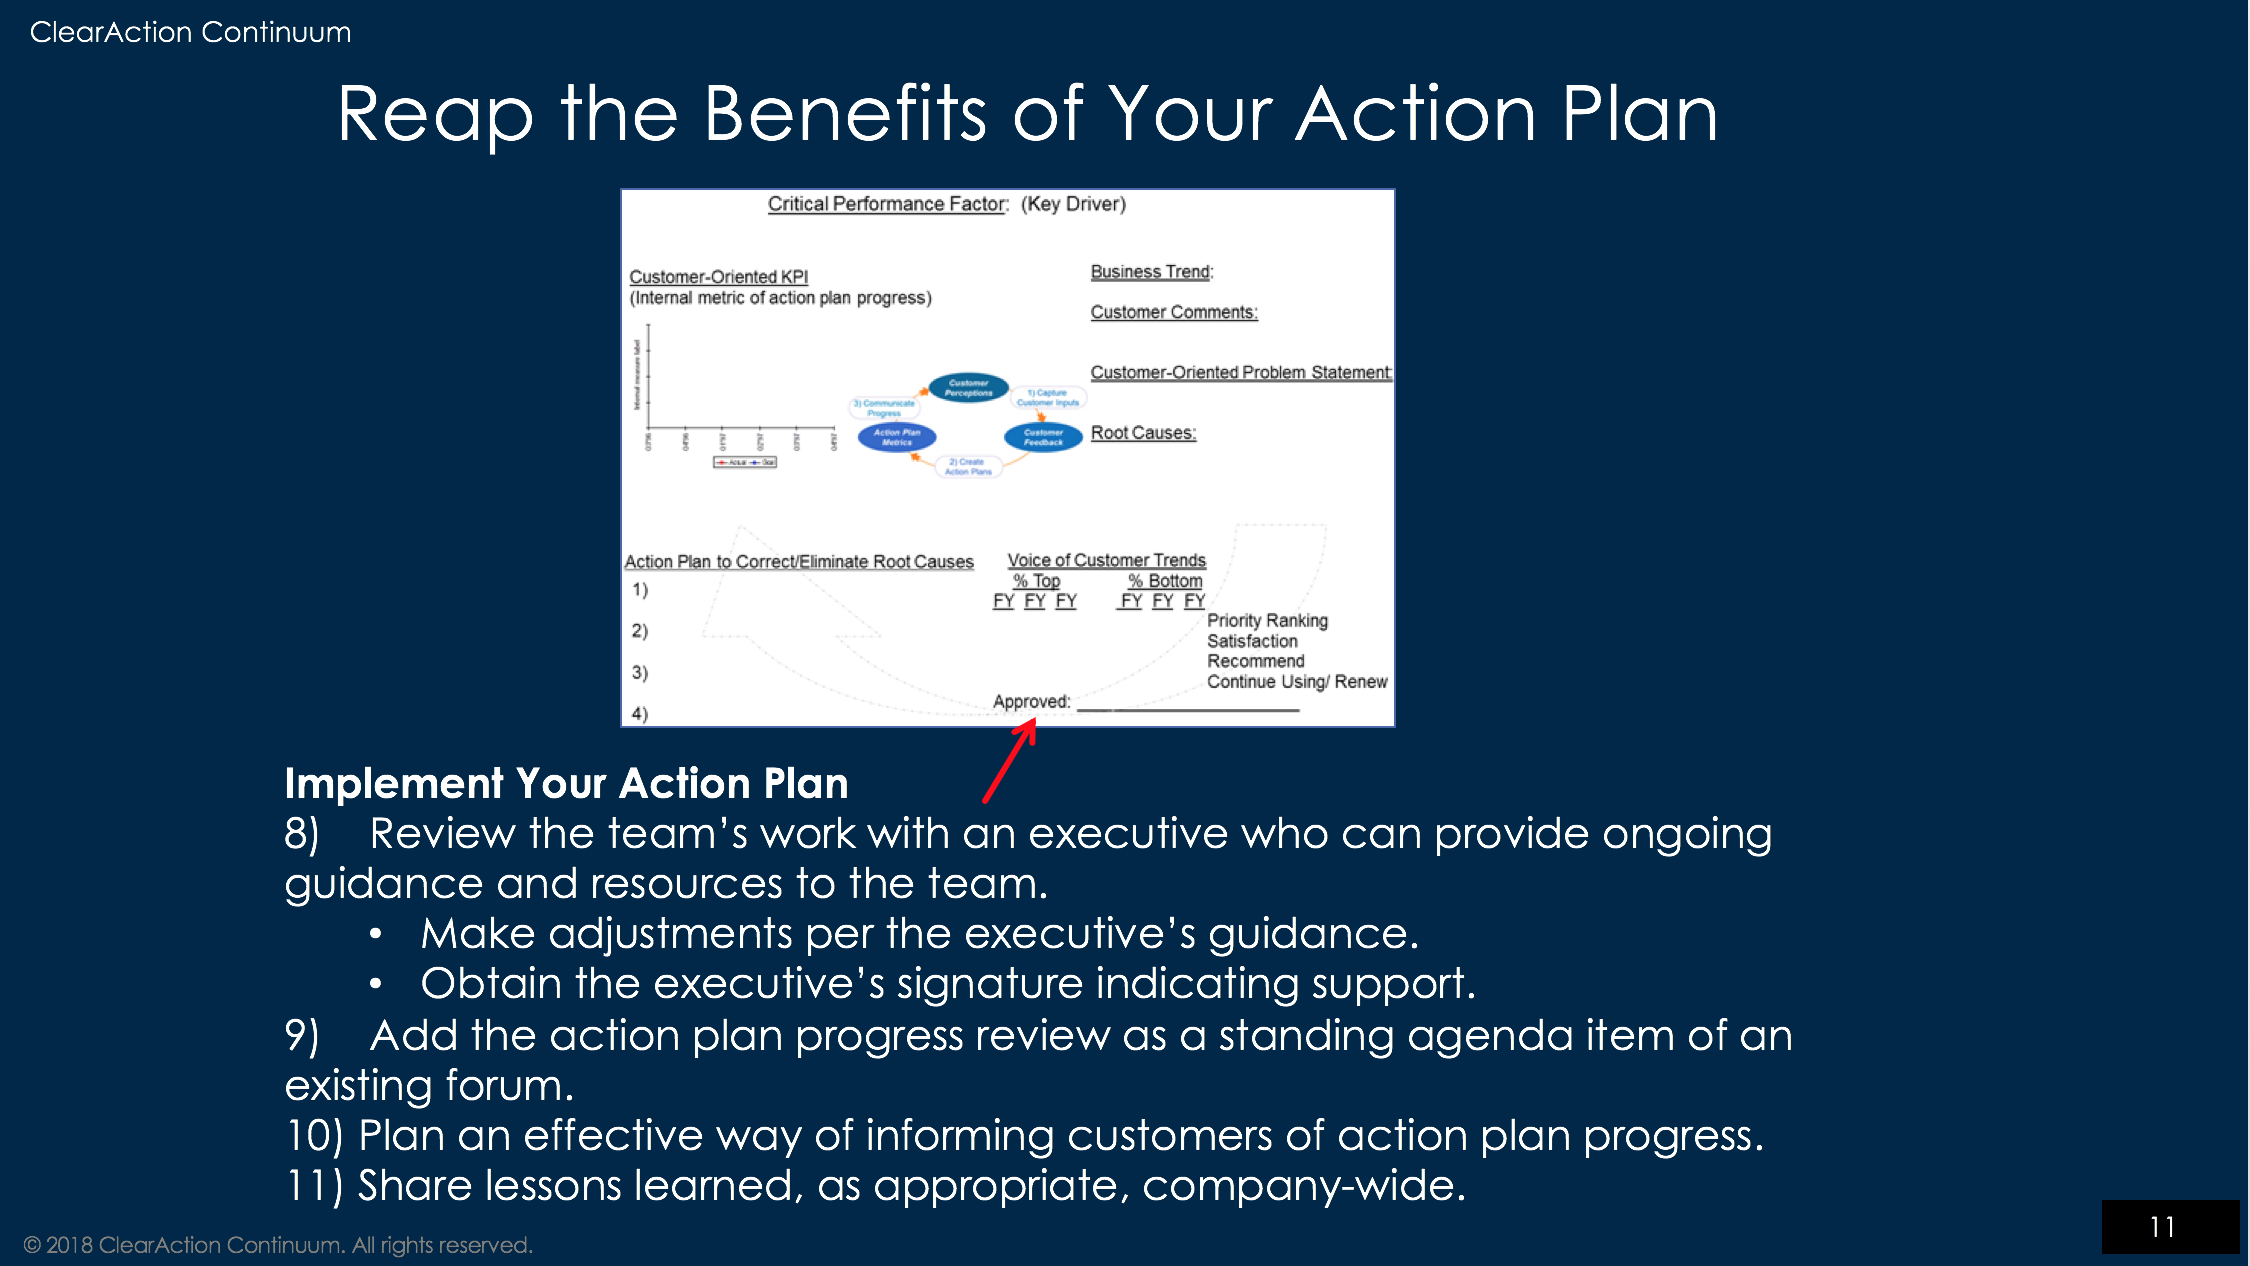 ClearAction Continuum
Reap the Benefits of Your Action Plan
Critical Performance Factor: (Key Driver)
Customer-Oriented KPI
(Internal metric of action plan progress)
Business Trend:
Customer Comments:
Customer-Oriented Problem Statement:
Root Causes:
Internal measure label
Customer
Perceptions
1) Capture
Customer Inputs
Customer
Feedback
2) Create
Action Plans
Action Plan
Metrics
3) Communicate
Progress
Actual Goal
Action Plan to Correct/Eliminate Root Causes
1)
2)
3)
4)
Voice of Customer Trends
% Top % Bottom
FY FY FY FY FY FY
Priority Ranking
Satisfaction
Recommend
Continue Using/ Renew
Approved:
Implement Your Action Plan
8) Review the team’s work with an executive who can provide ongoing
guidance and resources to the team.
• Make adjustments per the executive’s guidance.
• Obtain the executive’s signature indicating support.
9) Add the action plan progress review as a standing agenda item of an
existing forum.
10) Plan an effective way of informing customers of action plan progress.
11) Share lessons learned, as appropriate, company-wide.
© 2018 ClearAction Continuum. All rights reserved.
11